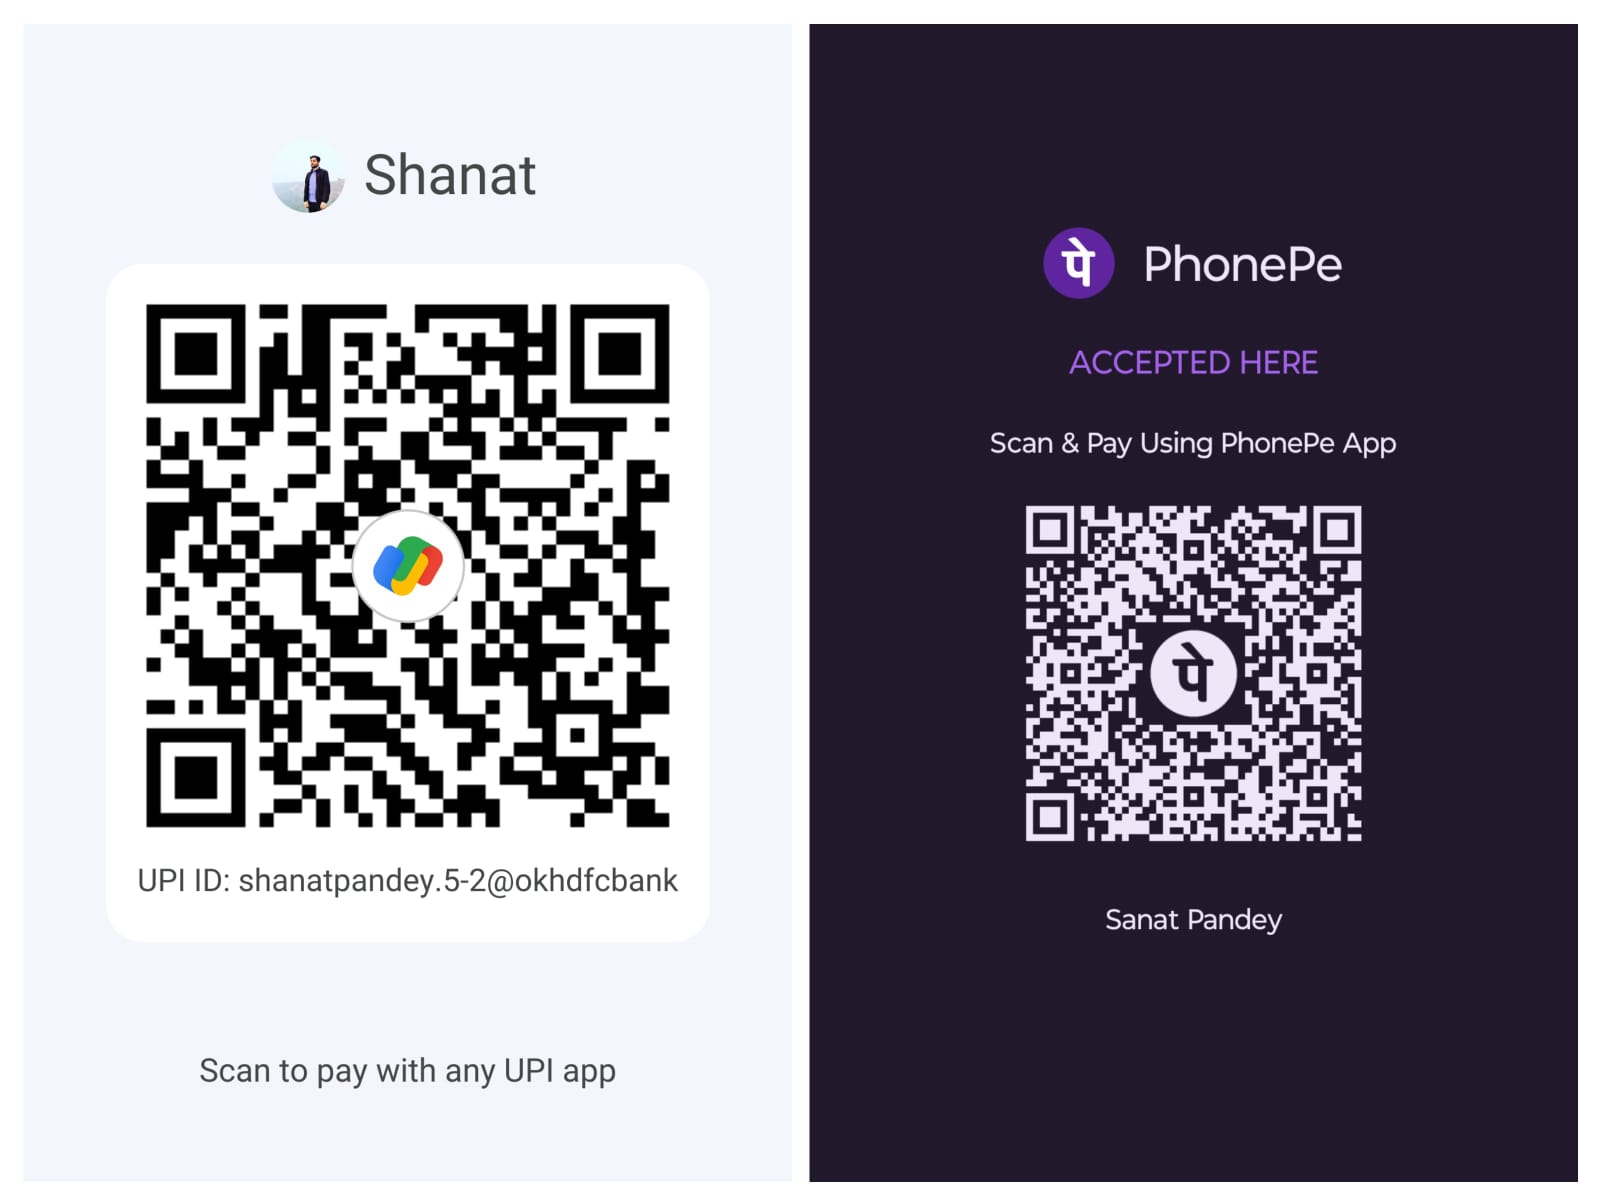 Shanat
UPI ID: shanatpandey.5-2@okhdfcbank
Scan to pay with any UPI app
पे PhonePe
ACCEPTED HERE
Scan & Pay Using PhonePe App
पे
Sanat Pandey